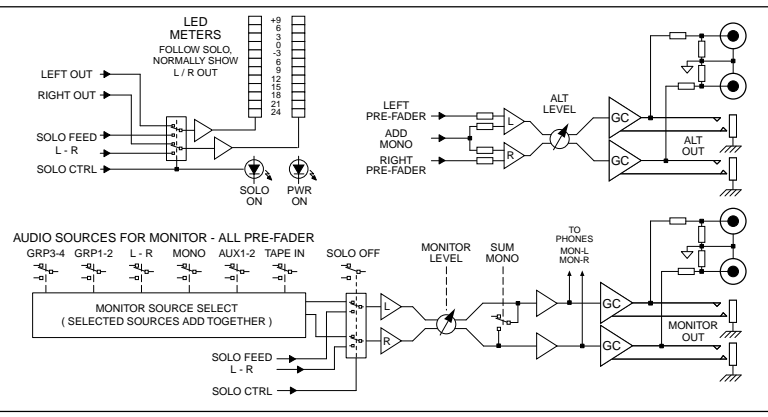 LED
METERS
FOLLOW SOLO,
NORMALLY SHOW
L / R OUT
+9
6
3
0
-3
6
9
12
15
18
21
24
LEFT OUT
RIGHT OUT
SOLO FEED
L - R
SOLO CTRL
SOLO
ON
PWR
ON
LEFT
PRE-FADER
ADD
MONO
RIGHT
PRE-FADER
L
R
ALT
LEVEL
GC
GC
ALT
OUT
AUDIO SOURCES FOR MONITOR - ALL PRE-FADER
GRP3-4 GRP1-2 L - R MONO AUX1-2 TAPE IN SOLO OFF
MONITOR SOURCE SELECT
( SELECTED SOURCES ADD TOGETHER )
SOLO FEED
L - R
SOLO CTRL
L
R
MONITOR
LEVEL
SUM
MONO
TO
PHONES
MON-L
MON-R
GC
GC
MONITOR
OUT